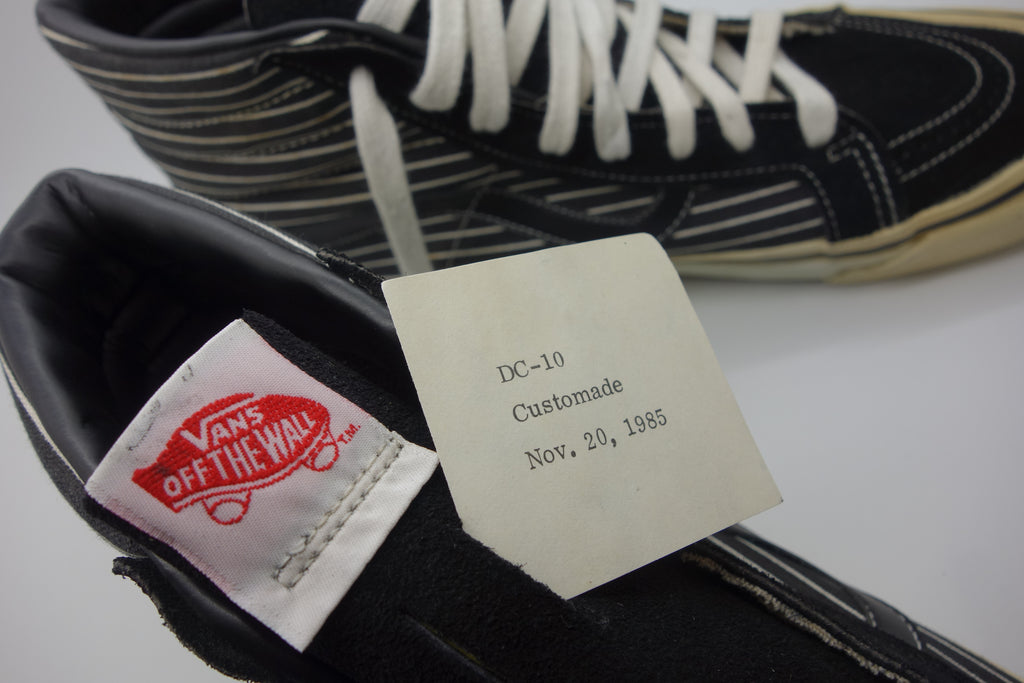 VANS
OFF THE WALL
T.M.
DC-10
Customade
Nov. 20, 1985